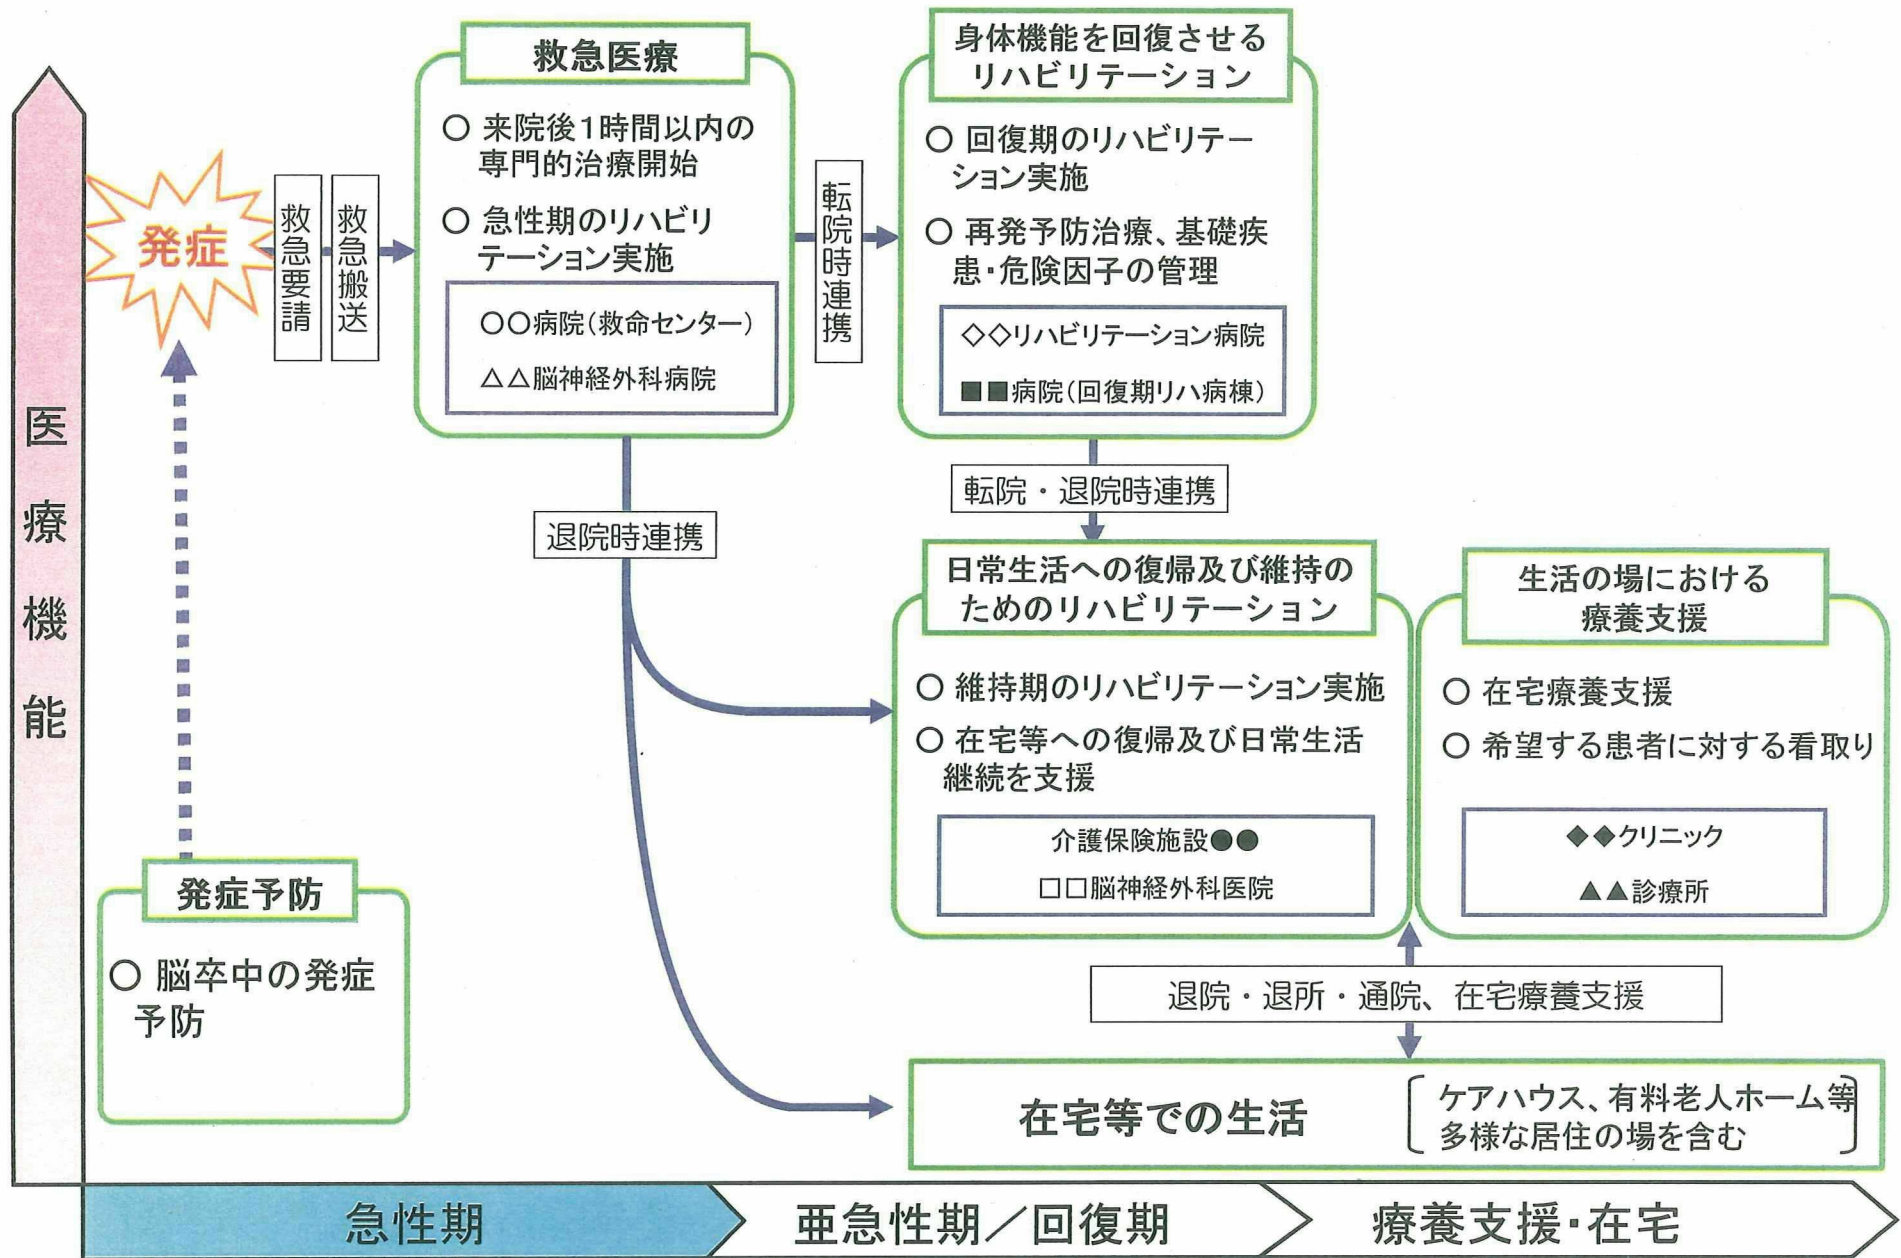 医療機能
発症
救急要請
救急搬送
救急医療
○ 来院後1時間以内の
専門的治療開始
○ 急性期のリハビリ
テーション実施
○○病院(救命センター)
△△脳神経外科病院
転院時連携
身体機能を回復させる
リハビリテーション
○ 回復期のリハビリテー
ション実施
○ 再発予防治療、基礎疾
患・危険因子の管理
◇◇リハビリテーション病院
■■病院(回復期リハ病棟)
転院・退院時連携
退院時連携
日常生活への復帰及び維持の
ためのリハビリテーション
○ 維持期のリハビリテーション実施
○ 在宅等への復帰及び日常生活
継続を支援
介護保険施設●●
□□脳神経外科医院
生活の場における
療養支援
○ 在宅療養支援
○ 希望する患者に対する看取り
◆◆クリニック
▲▲診療所
発症予防
○ 脳卒中の発症
予防
退院・退所・通院、在宅療養支援
在宅等での生活
ケアハウス、有料老人ホーム等
多様な居住の場を含む
急性期
亜急性期／回復期
療養支援・在宅